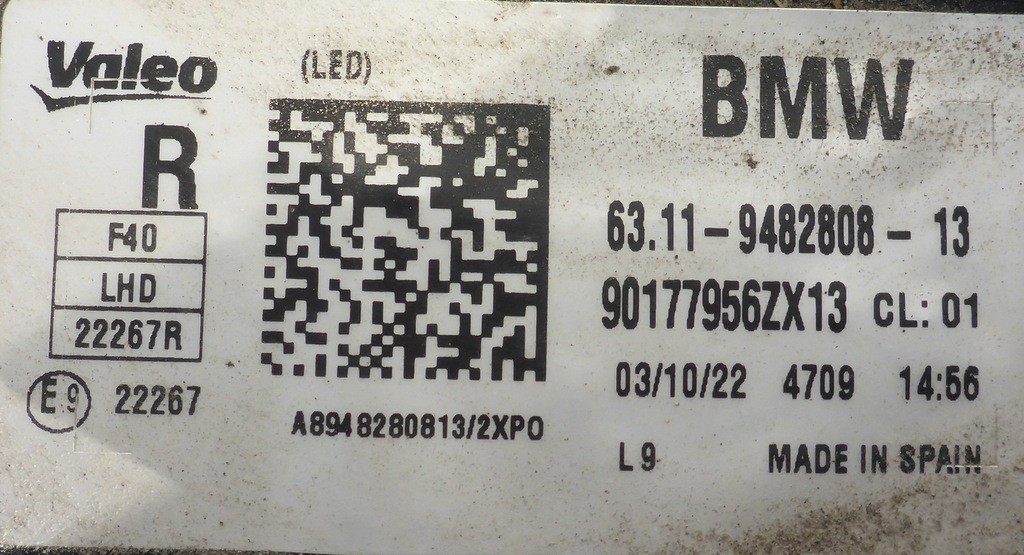 Valeo
R
F40
LHD
22267R
E9 22267
(LED)
A8948280813/2XPO
BMW
63.11-9482808-13
90177956ZX13 CL: 01
03/10/22 4709 14:56
L9 MADE IN SPAIN